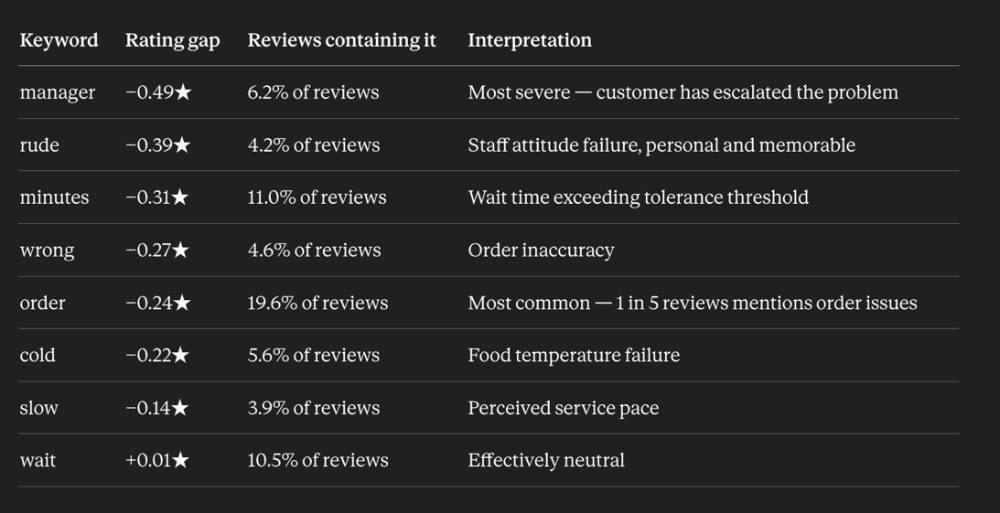 Keyword Rating gap Reviews containing it Interpretation
manager −0.49★ 6.2% of reviews Most severe — customer has escalated the problem
rude −0.39★ 4.2% of reviews Staff attitude failure, personal and memorable
minutes −0.31★ 11.0% of reviews Wait time exceeding tolerance threshold
wrong −0.27★ 4.6% of reviews Order inaccuracy
order −0.24★ 19.6% of reviews Most common — 1 in 5 reviews mentions order issues
cold −0.22★ 5.6% of reviews Food temperature failure
slow −0.14★ 3.9% of reviews Perceived service pace
wait +0.01★ 10.5% of reviews Effectively neutral